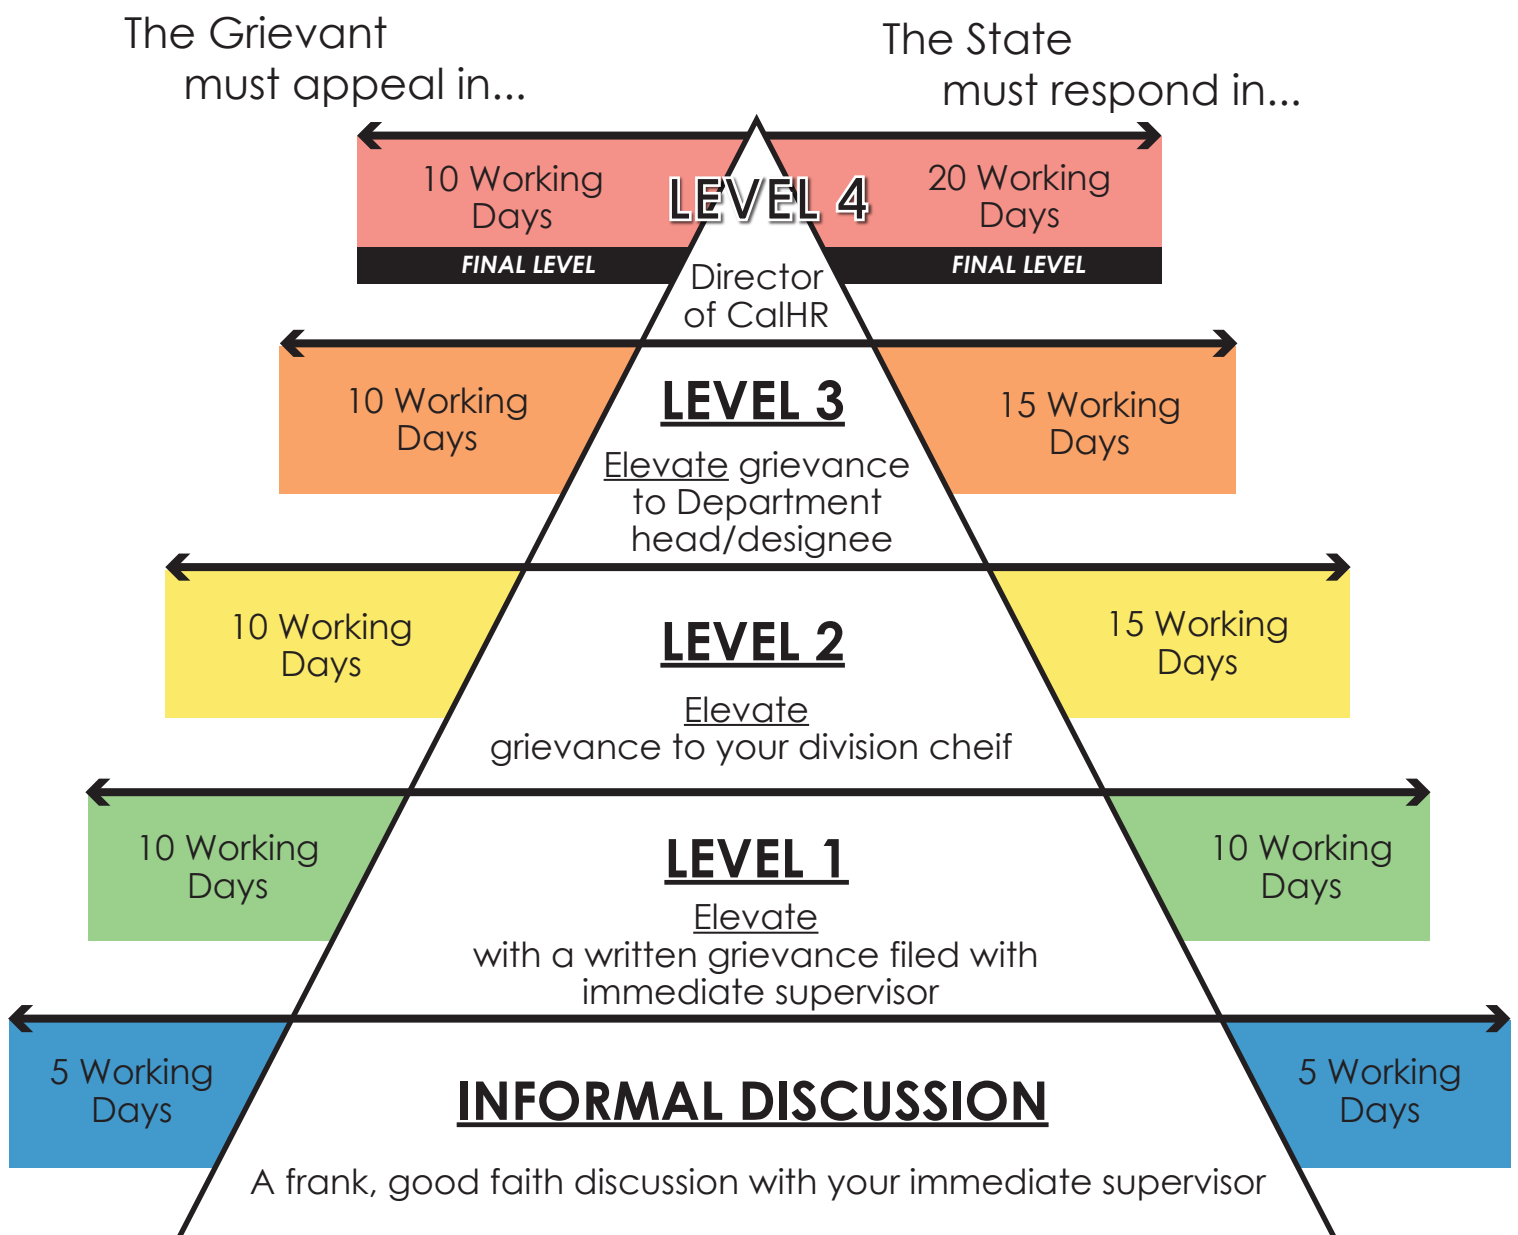 The Grievant
must appeal in...
The State
must respond in...
10 Working
Days
FINAL LEVEL
LEVEL 4
Director
of CalHR
20 Working
Days
FINAL LEVEL
10 Working
Days
LEVEL 3
Elevate grievance
to Department
head/designee
15 Working
Days
10 Working
Days
LEVEL 2
Elevate
grievance to your division cheif
15 Working
Days
10 Working
Days
LEVEL 1
Elevate
with a written grievance filed with
immediate supervisor
10 Working
Days
5 Working
Days
INFORMAL DISCUSSION
A frank, good faith discussion with your immediate supervisor
5 Working
Days